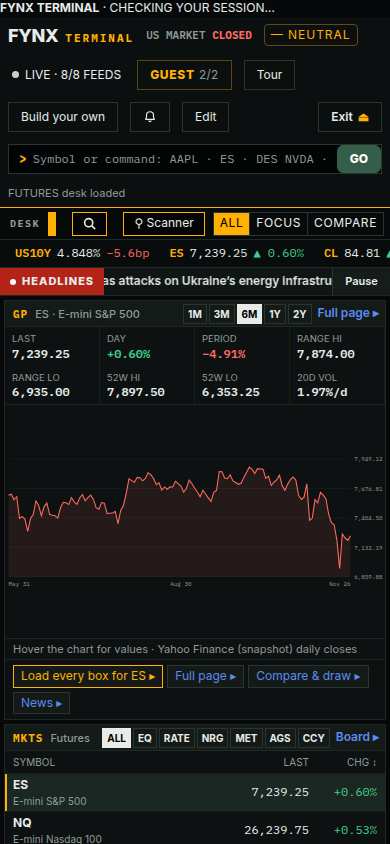 FYNX TERMINAL · CHECKING YOUR SESSION...
FYNX TERMINAL US MARKET CLOSED — NEUTRAL
LIVE · 8/8 FEEDS GUEST 2/2 Tour
Build your own Edit Exit ⏏
> Symbol or command: AAPL · ES · DES NVDA · GO
FUTURES desk loaded
DESK Scanner ALL FOCUS COMPARE
US10Y 4.848% −5.6bp ES 7,239.25 ▲ 0.60% CL 84.81 ▲
HEADLINES as attacks on Ukraine's energy infrastru Pause
GP ES · E-mini S&P 500 1M 3M 6M 1Y 2Y Full page ▸
LAST DAY PERIOD RANGE HI
7,239.25 +0.60% −4.91% 7,874.00
RANGE LO 52W HI 52W LO 20D VOL
6,935.00 7,897.50 6,353.25 1.97%/d
May 31 Aug 30 Nov 26
Hover the chart for values · Yahoo Finance (snapshot) daily closes
Load every box for ES ▸ Full page ▸ Compare & draw ▸
News ▸
MKTS Futures ALL EQ RATE NRG MET AGS CCY Board ▸
SYMBOL LAST CHG ↕
ES
E-mini S&P 500 7,239.25 +0.60%
NQ
E-mini Nasdaq 100 26,239.75 +0.53%